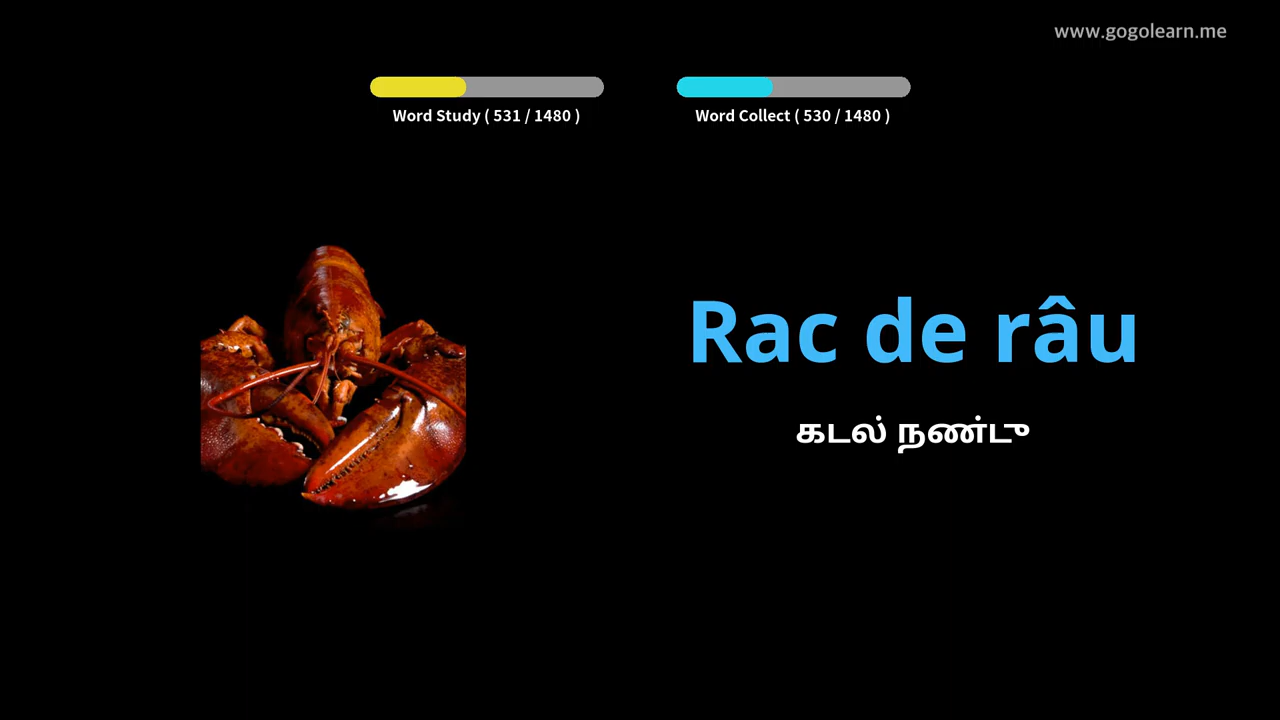 www.gogolearn.me
Word Study ( 531 / 1480 )
Word Collect ( 530 / 1480 )
Rac de râu
கடல் நண்டு